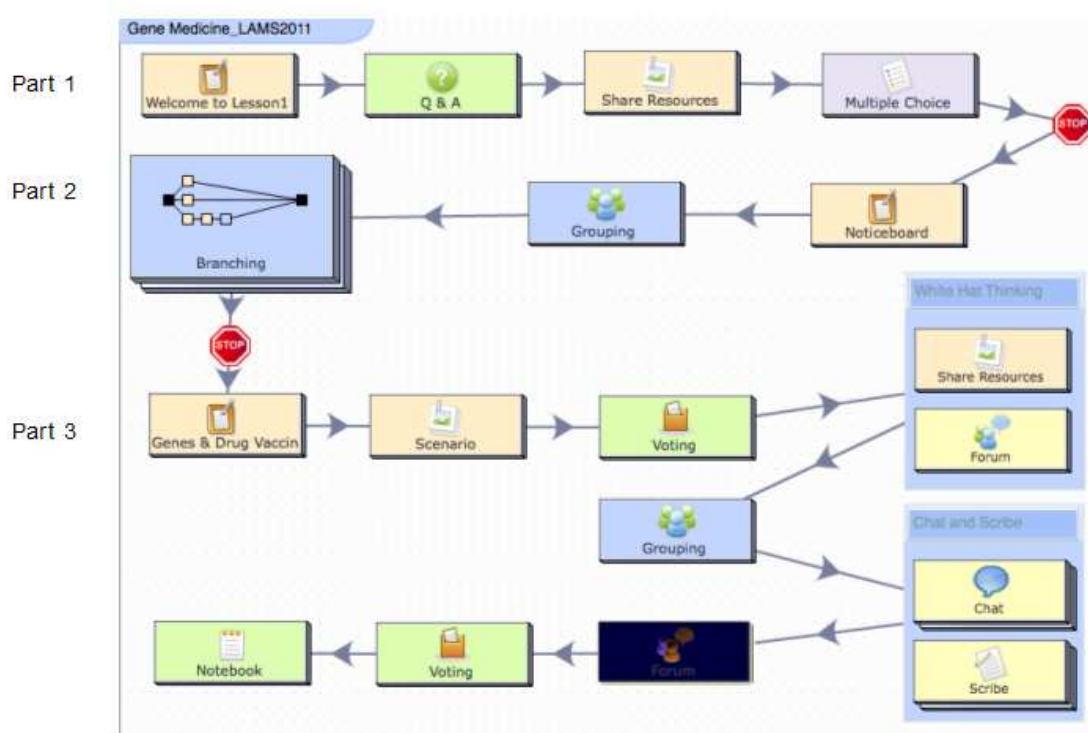 Gene Medicine_LAMS2011
Part 1
Welcome to Lesson1
Q & A
Share Resources
Multiple Choice
STOP
Part 2
Branching
Grouping
Noticeboard
STOP
White Hat Thinking
Share Resources
Forum
Part 3
Genes & Drug Vaccin
Scenario
Voting
Grouping
Chat and Scribe
Chat
Scribe
Notebook
Voting
Forum